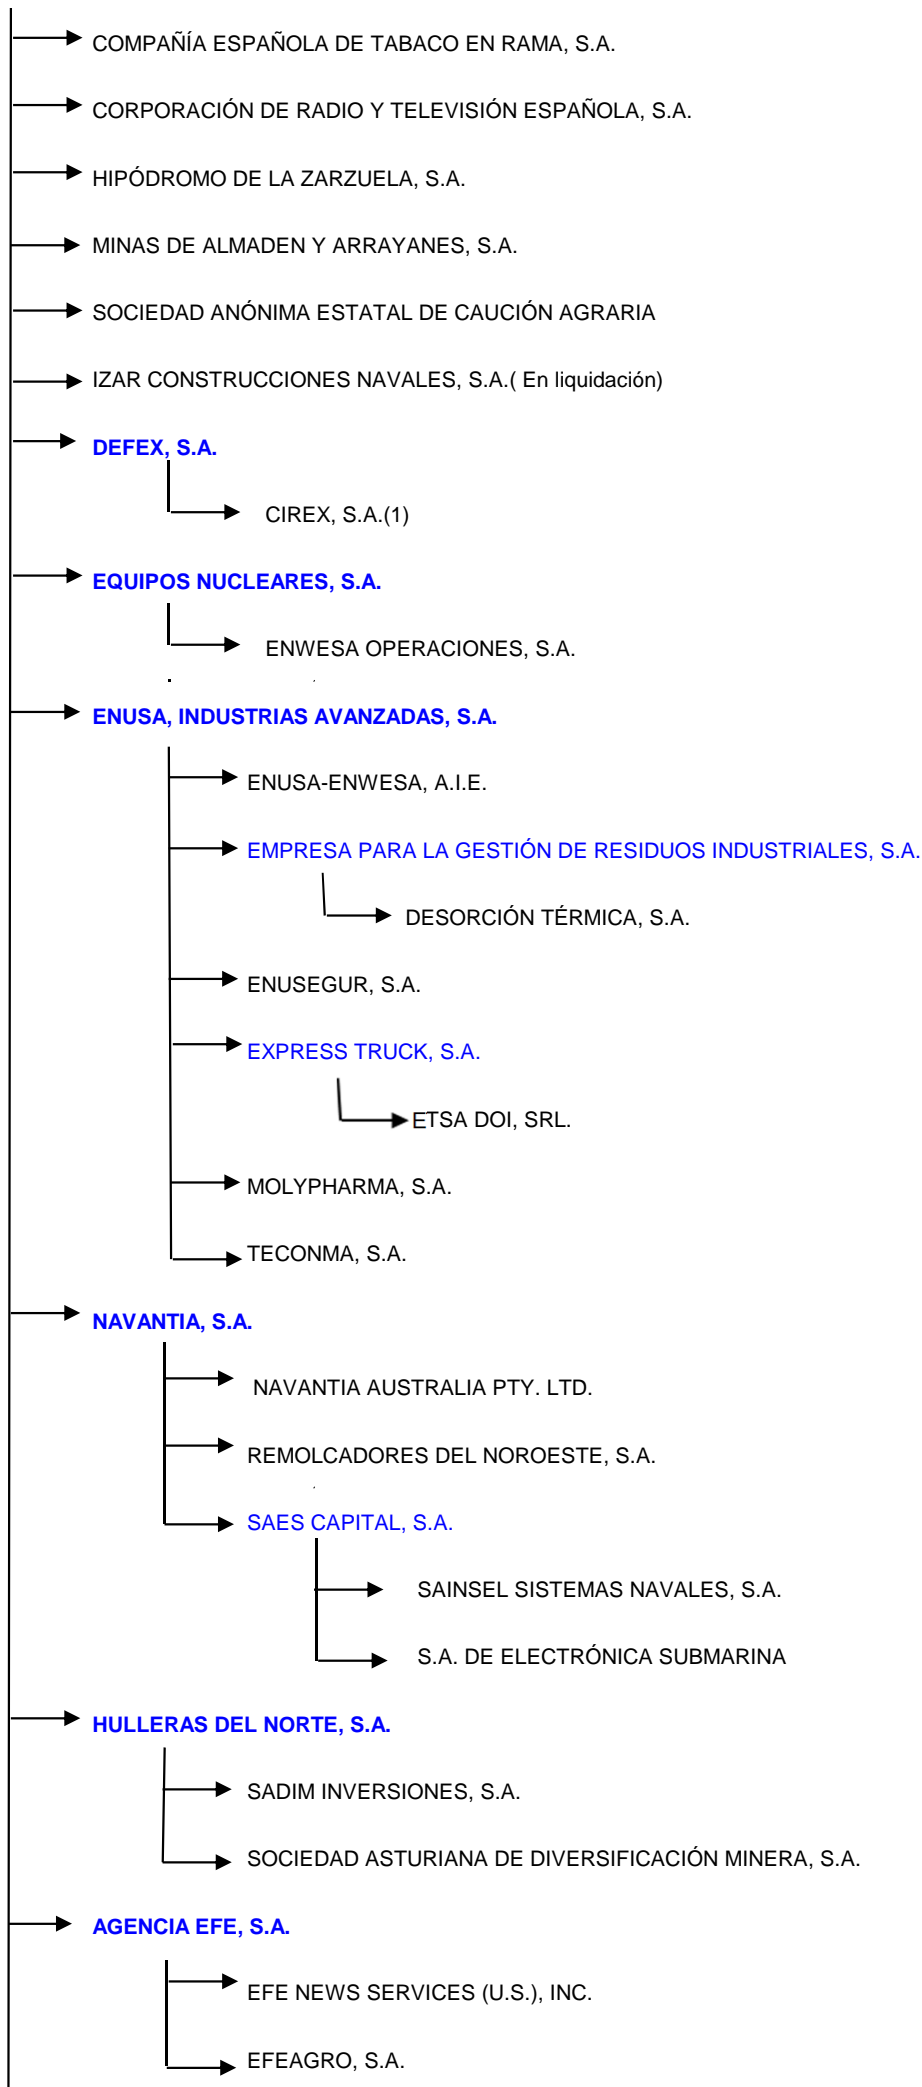 COMPAÑÍA ESPAÑOLA DE TABACO EN RAMA, S.A.
CORPORACIÓN DE RADIO Y TELEVISIÓN ESPAÑOLA, S.A.
HIPÓDROMO DE LA ZARZUELA, S.A.
MINAS DE ALMADEN Y ARRAYANES, S.A.
SOCIEDAD ANÓNIMA ESTATAL DE CAUCIÓN AGRARIA
IZAR CONSTRUCCIONES NAVALES, S.A.( En liquidación)
DEFEX, S.A.
CIREX, S.A.(1)
EQUIPOS NUCLEARES, S.A.
ENWESA OPERACIONES, S.A.
ENUSA, INDUSTRIAS AVANZADAS, S.A.
ENUSA-ENWESA, A.I.E.
EMPRESA PARA LA GESTIÓN DE RESIDUOS INDUSTRIALES, S.A.
DESORCIÓN TÉRMICA, S.A.
ENUSEGUR, S.A.
EXPRESS TRUCK, S.A.
ETSA DOI, SRL.
MOLYPHARMA, S.A.
TECONMA, S.A.
NAVANTIA, S.A.
NAVANTIA AUSTRALIA PTY. LTD.
REMOLCADORES DEL NOROESTE, S.A.
SAES CAPITAL, S.A.
SAINSEL SISTEMAS NAVALES, S.A.
S.A. DE ELECTRÓNICA SUBMARINA
HULLERAS DEL NORTE, S.A.
SADIM INVERSIONES, S.A.
SOCIEDAD ASTURIANA DE DIVERSIFICACIÓN MINERA, S.A.
AGENCIA EFE, S.A.
EFE NEWS SERVICES (U.S.), INC.
EFEAGRO, S.A.